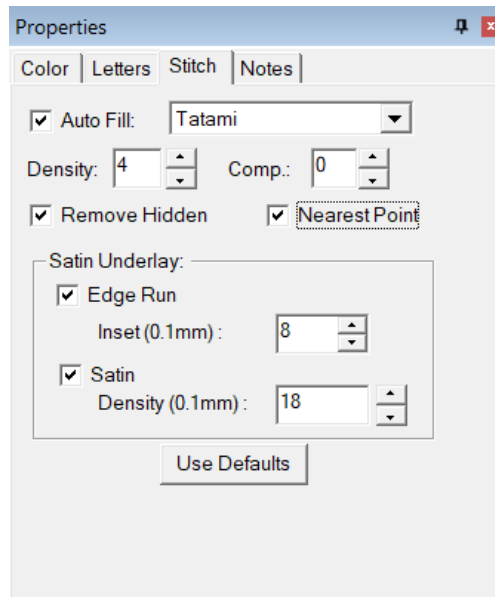 Properties
Color Letters Stitch Notes
Auto Fill: Tatami
Density: 4 Comp.: 0
Remove Hidden Nearest Point
Satin Underlay:
Edge Run
Inset (0.1mm) : 8
Satin
Density (0.1mm) : 18
Use Defaults